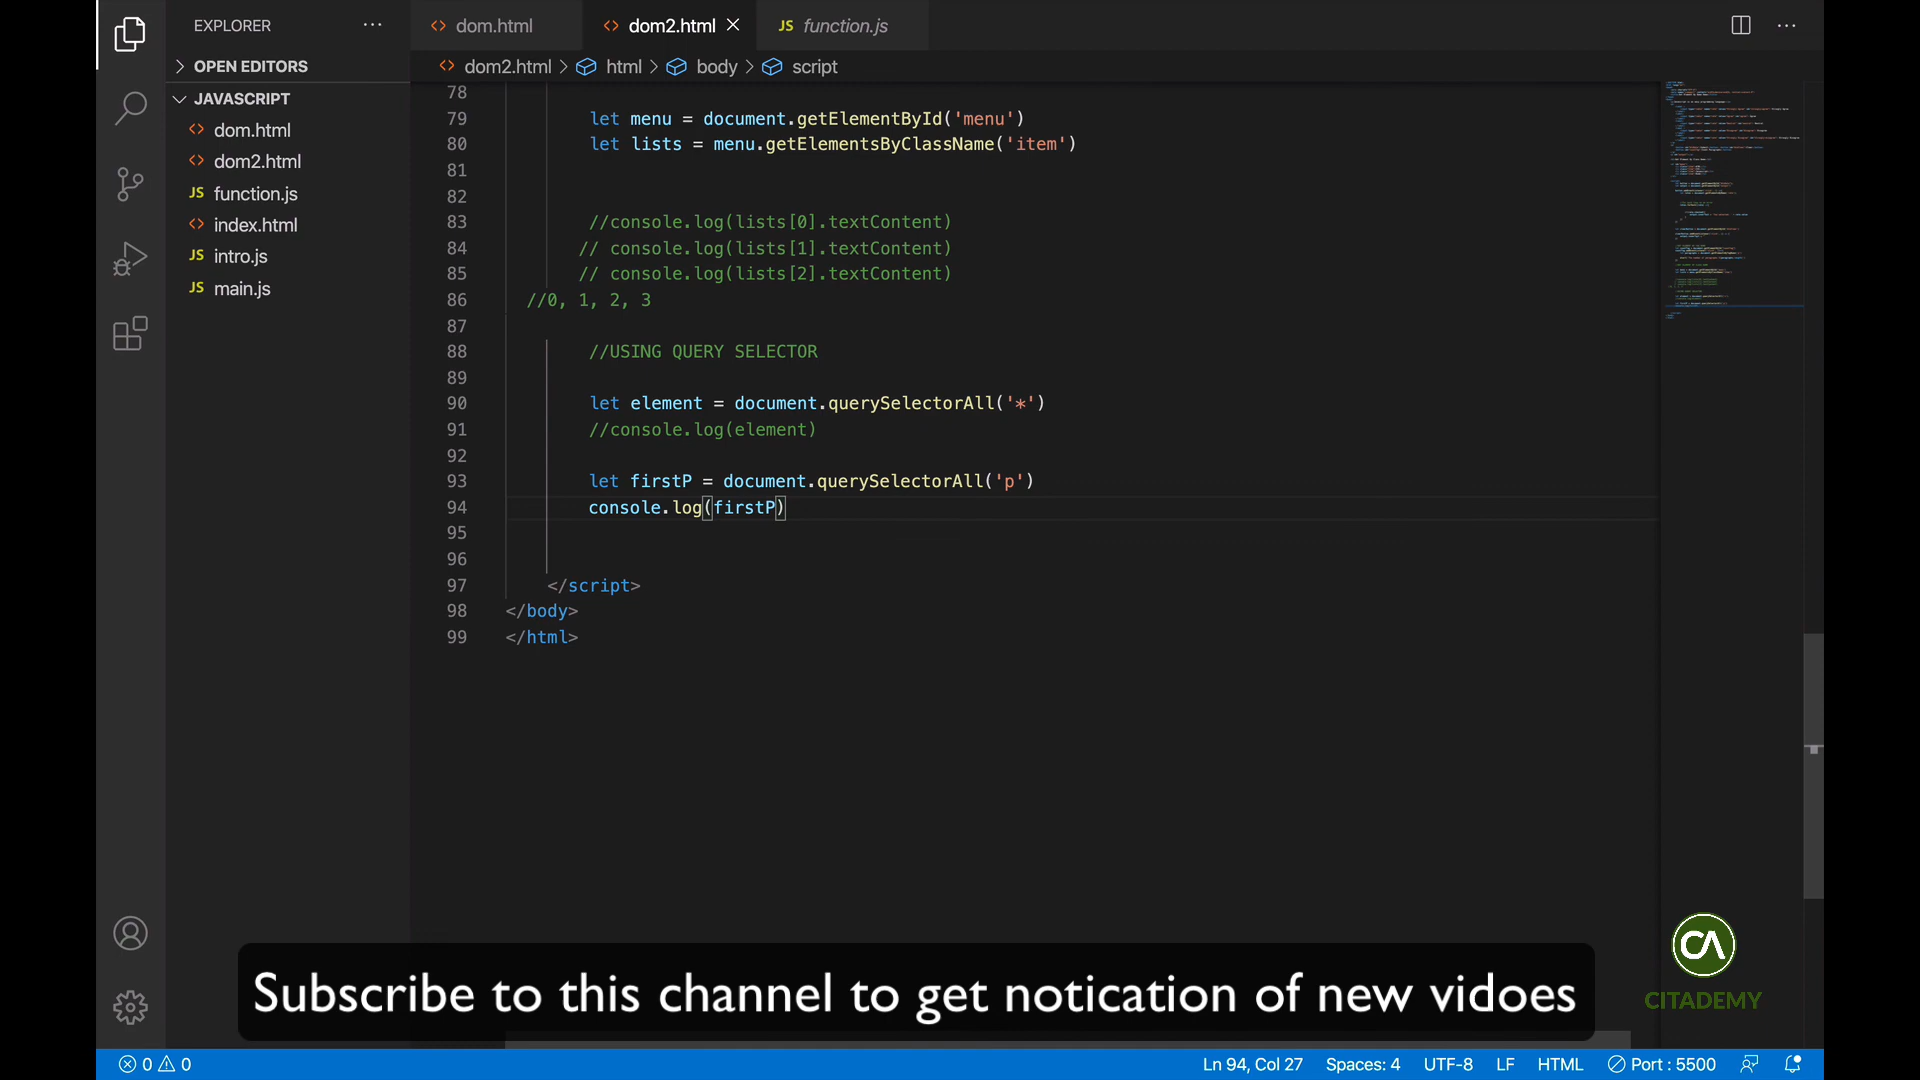 EXPLORER
OPEN EDITORS
JAVASCRIPT
dom.html
dom2.html
JS function.js
index.html
JS intro.js
JS main.js
dom.html
dom2.html
JS function.js
dom2.html > html > body > script
78
79 let menu = document.getElementById('menu')
80 let lists = menu.getElementsByClassName('item')
81
82
83 //console.log(lists[0].textContent)
84 // console.log(lists[1].textContent)
85 // console.log(lists[2].textContent)
86 //0, 1, 2, 3
87
88 //USING QUERY SELECTOR
89
90 let element = document.querySelectorAll('*')
91 //console.log(element)
92
93 let firstP = document.querySelectorAll('p')
94 console.log(firstP)
95
96
97 </script>
98 </body>
99 </html>
CA
CITADEMY
Subscribe to this channel to get notication of new vidoes
0 0
Ln 94, Col 27 Spaces: 4 UTF-8 LF HTML Port : 5500